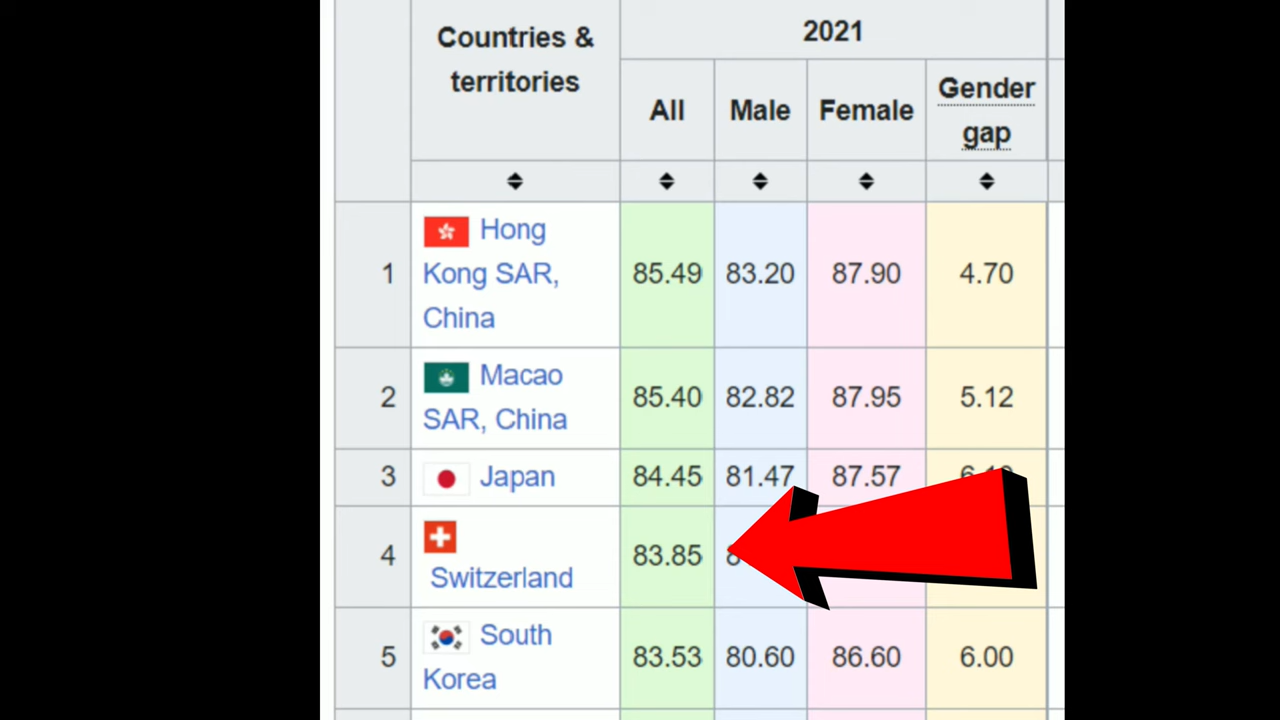 Countries &
territories
2021
All Male Female Gender
gap
1 Hong
Kong SAR,
China
85.49 83.20 87.90 4.70
2 Macao
SAR, China
85.40 82.82 87.95 5.12
3 Japan 84.45 81.47 87.57
4 Switzerland 83.85
5 South
Korea
83.53 80.60 86.60 6.00